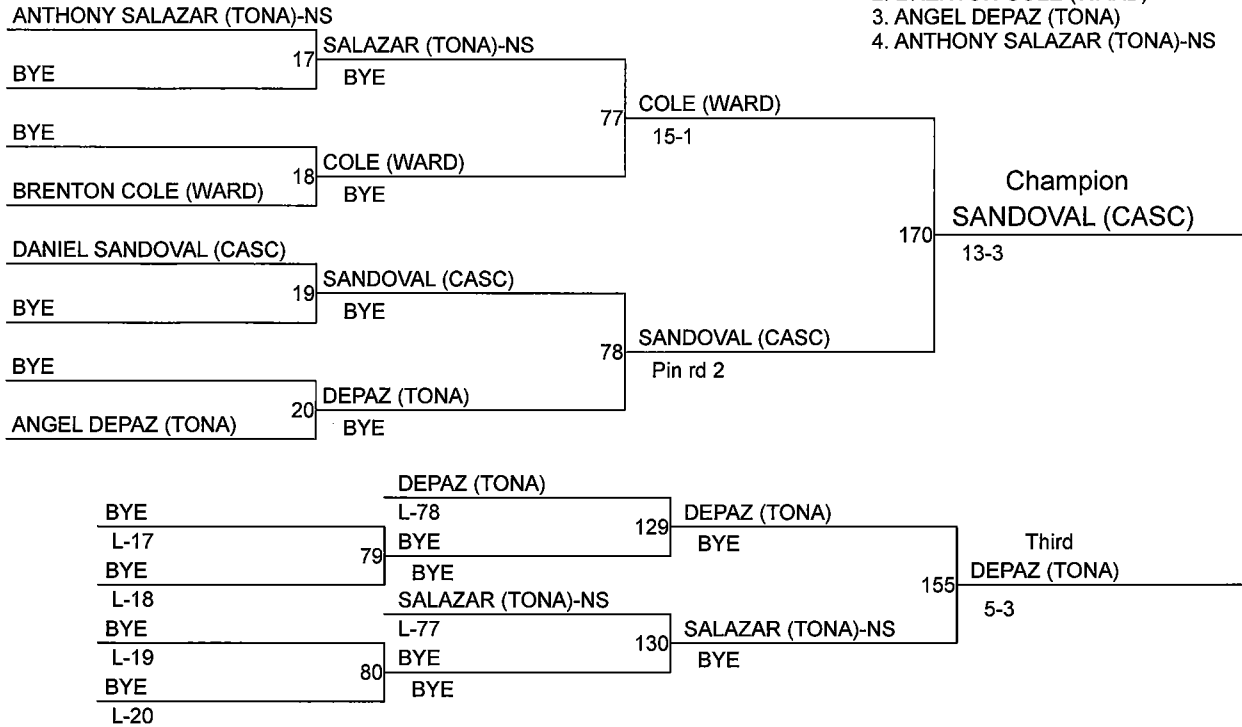 3. ANGEL DEPAZ (TONA)
4. ANTHONY SALAZAR (TONA)-NS
ANTHONY SALAZAR (TONA)-NS
17
SALAZAR (TONA)-NS
BYE
BYE
77
COLE (WARD)
15-1
BYE
18
COLE (WARD)
BYE
BRENTON COLE (WARD)
Champion
170
SANDOVAL (CASC)
13-3
DANIEL SANDOVAL (CASC)
19
SANDOVAL (CASC)
BYE
BYE
78
SANDOVAL (CASC)
Pin rd 2
BYE
20
DEPAZ (TONA)
BYE
ANGEL DEPAZ (TONA)
DEPAZ (TONA)
L-78
BYE
L-17
79
BYE
BYE
129
DEPAZ (TONA)
BYE
BYE
L-18
Third
155
DEPAZ (TONA)
5-3
SALAZAR (TONA)-NS
L-77
BYE
L-19
80
BYE
BYE
130
SALAZAR (TONA)-NS
BYE
BYE
L-20